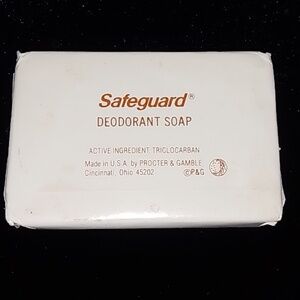 Safeguard®
DEODORANT SOAP
ACTIVE INGREDIENT: TRICLOCARBAN
Made in U.S.A. by PROCTER & GAMBLE
Cincinnati, Ohio 45202
©P&G